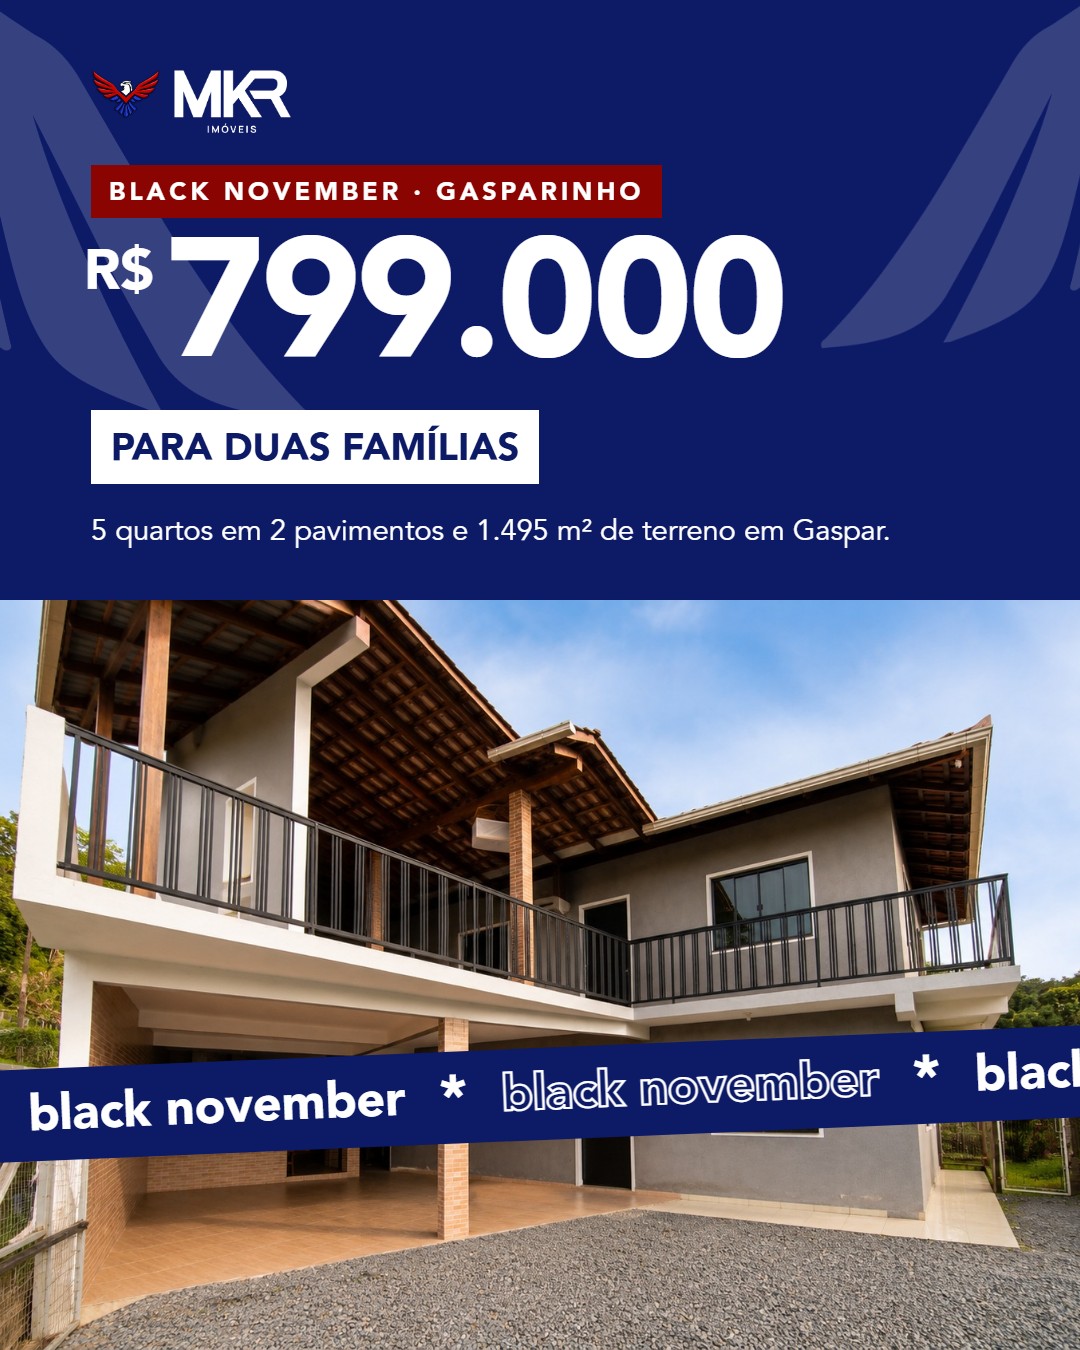 MKR
IMÓVEIS
BLACK NOVEMBER · GASPARINHO
R$ 799.000
PARA DUAS FAMÍLIAS
5 quartos em 2 pavimentos e 1.495 m² de terreno em Gaspar.
black november * black november * blac